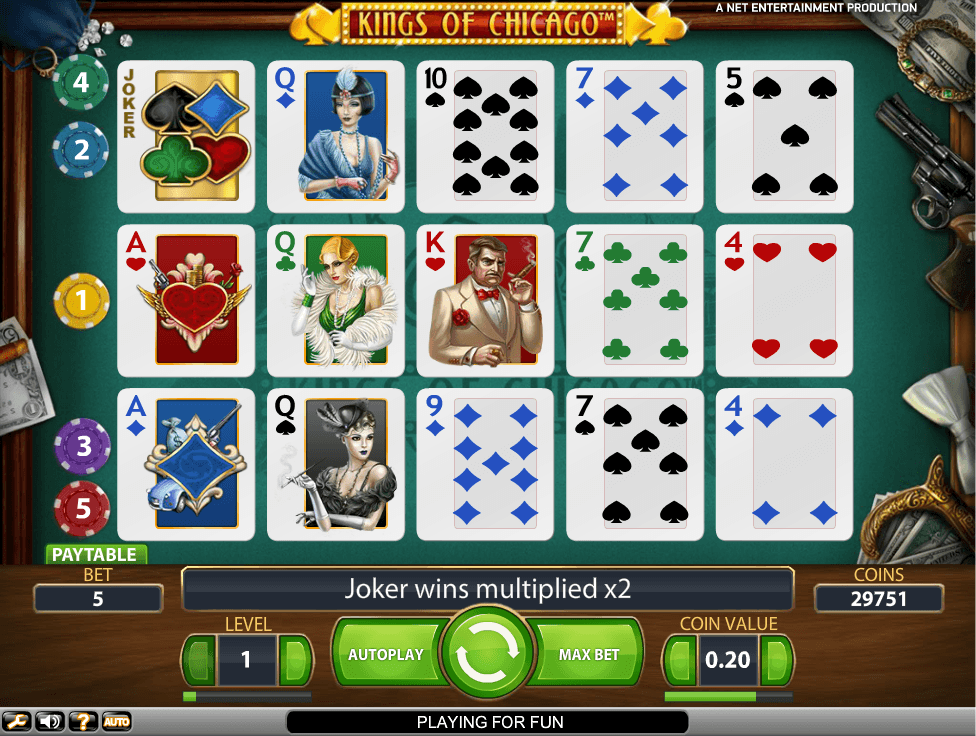 A NET ENTERTAINMENT PRODUCTION
KINGS OF CHICAGO™
4
JOKER
Q
10
7
5
2
A
Q
K
7
4
1
A
Q
9
7
4
3
5
PAYTABLE
BET
5
Joker wins multiplied x2
COINS
29751
LEVEL
1
AUTOPLAY
MAX BET
COIN VALUE
0.20
?
AUTO
PLAYING FOR FUN